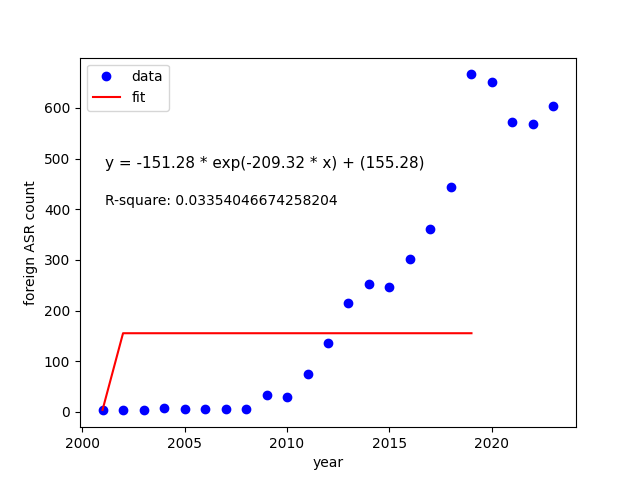 data
fit
y = -151.28 * exp(-209.32 * x) + (155.28)
R-square: 0.03354046674258204
600
500
400
300
200
100
0
foreign ASR count
2000 2005 2010 2015 2020
year